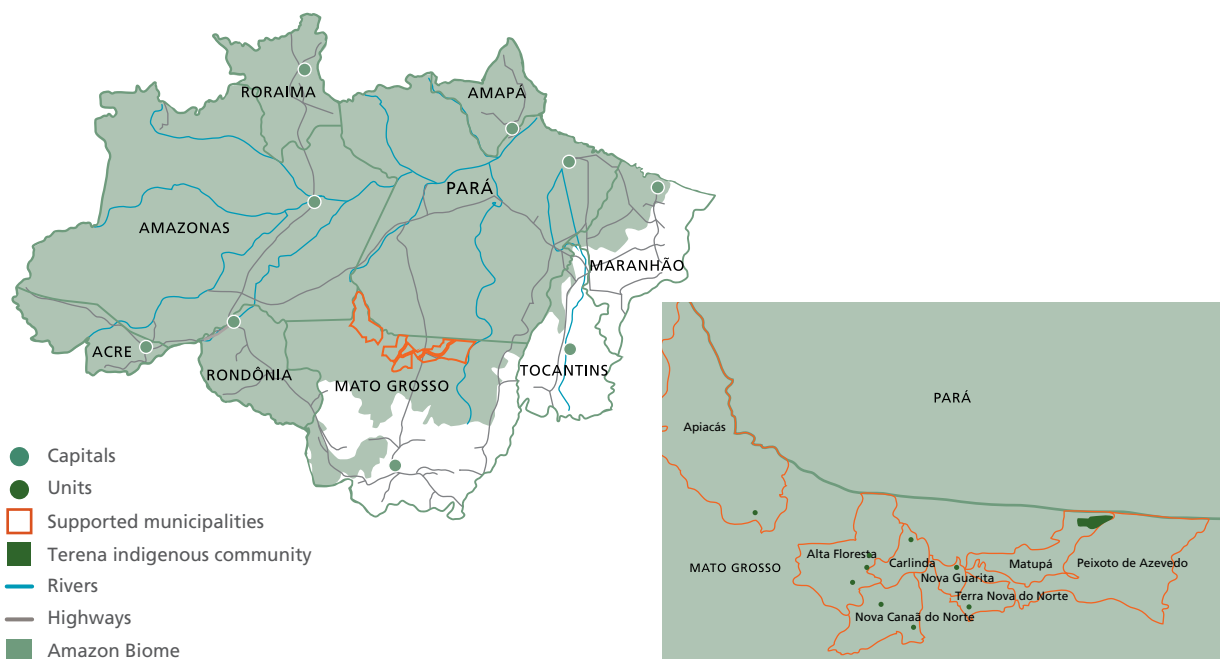 RORAIMA
AMAPÁ
PARÁ
AMAZONAS
MARANHÃO
ACRE
RONDÔNIA
MATO GROSSO
TOCANTINS
Capitals
Units
Supported municipalities
Terena indigenous community
Rivers
Highways
Amazon Biome
PARÁ
Apiacás
Alta Floresta
Carlinda
Matupá
Peixoto de Azevedo
MATO GROSSO
Nova Guarita
Terra Nova do Norte
Nova Canaã do Norte